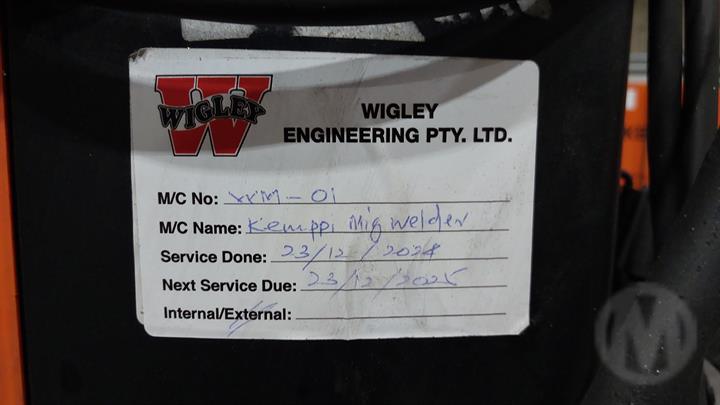 WIGLEY
WIGLEY
ENGINEERING PTY. LTD.
M/C No: WM-01
M/C Name: Kemppi Mig Welder
Service Done: 23/12/2024
Next Service Due: 23/12/2025
Internal/External:
M